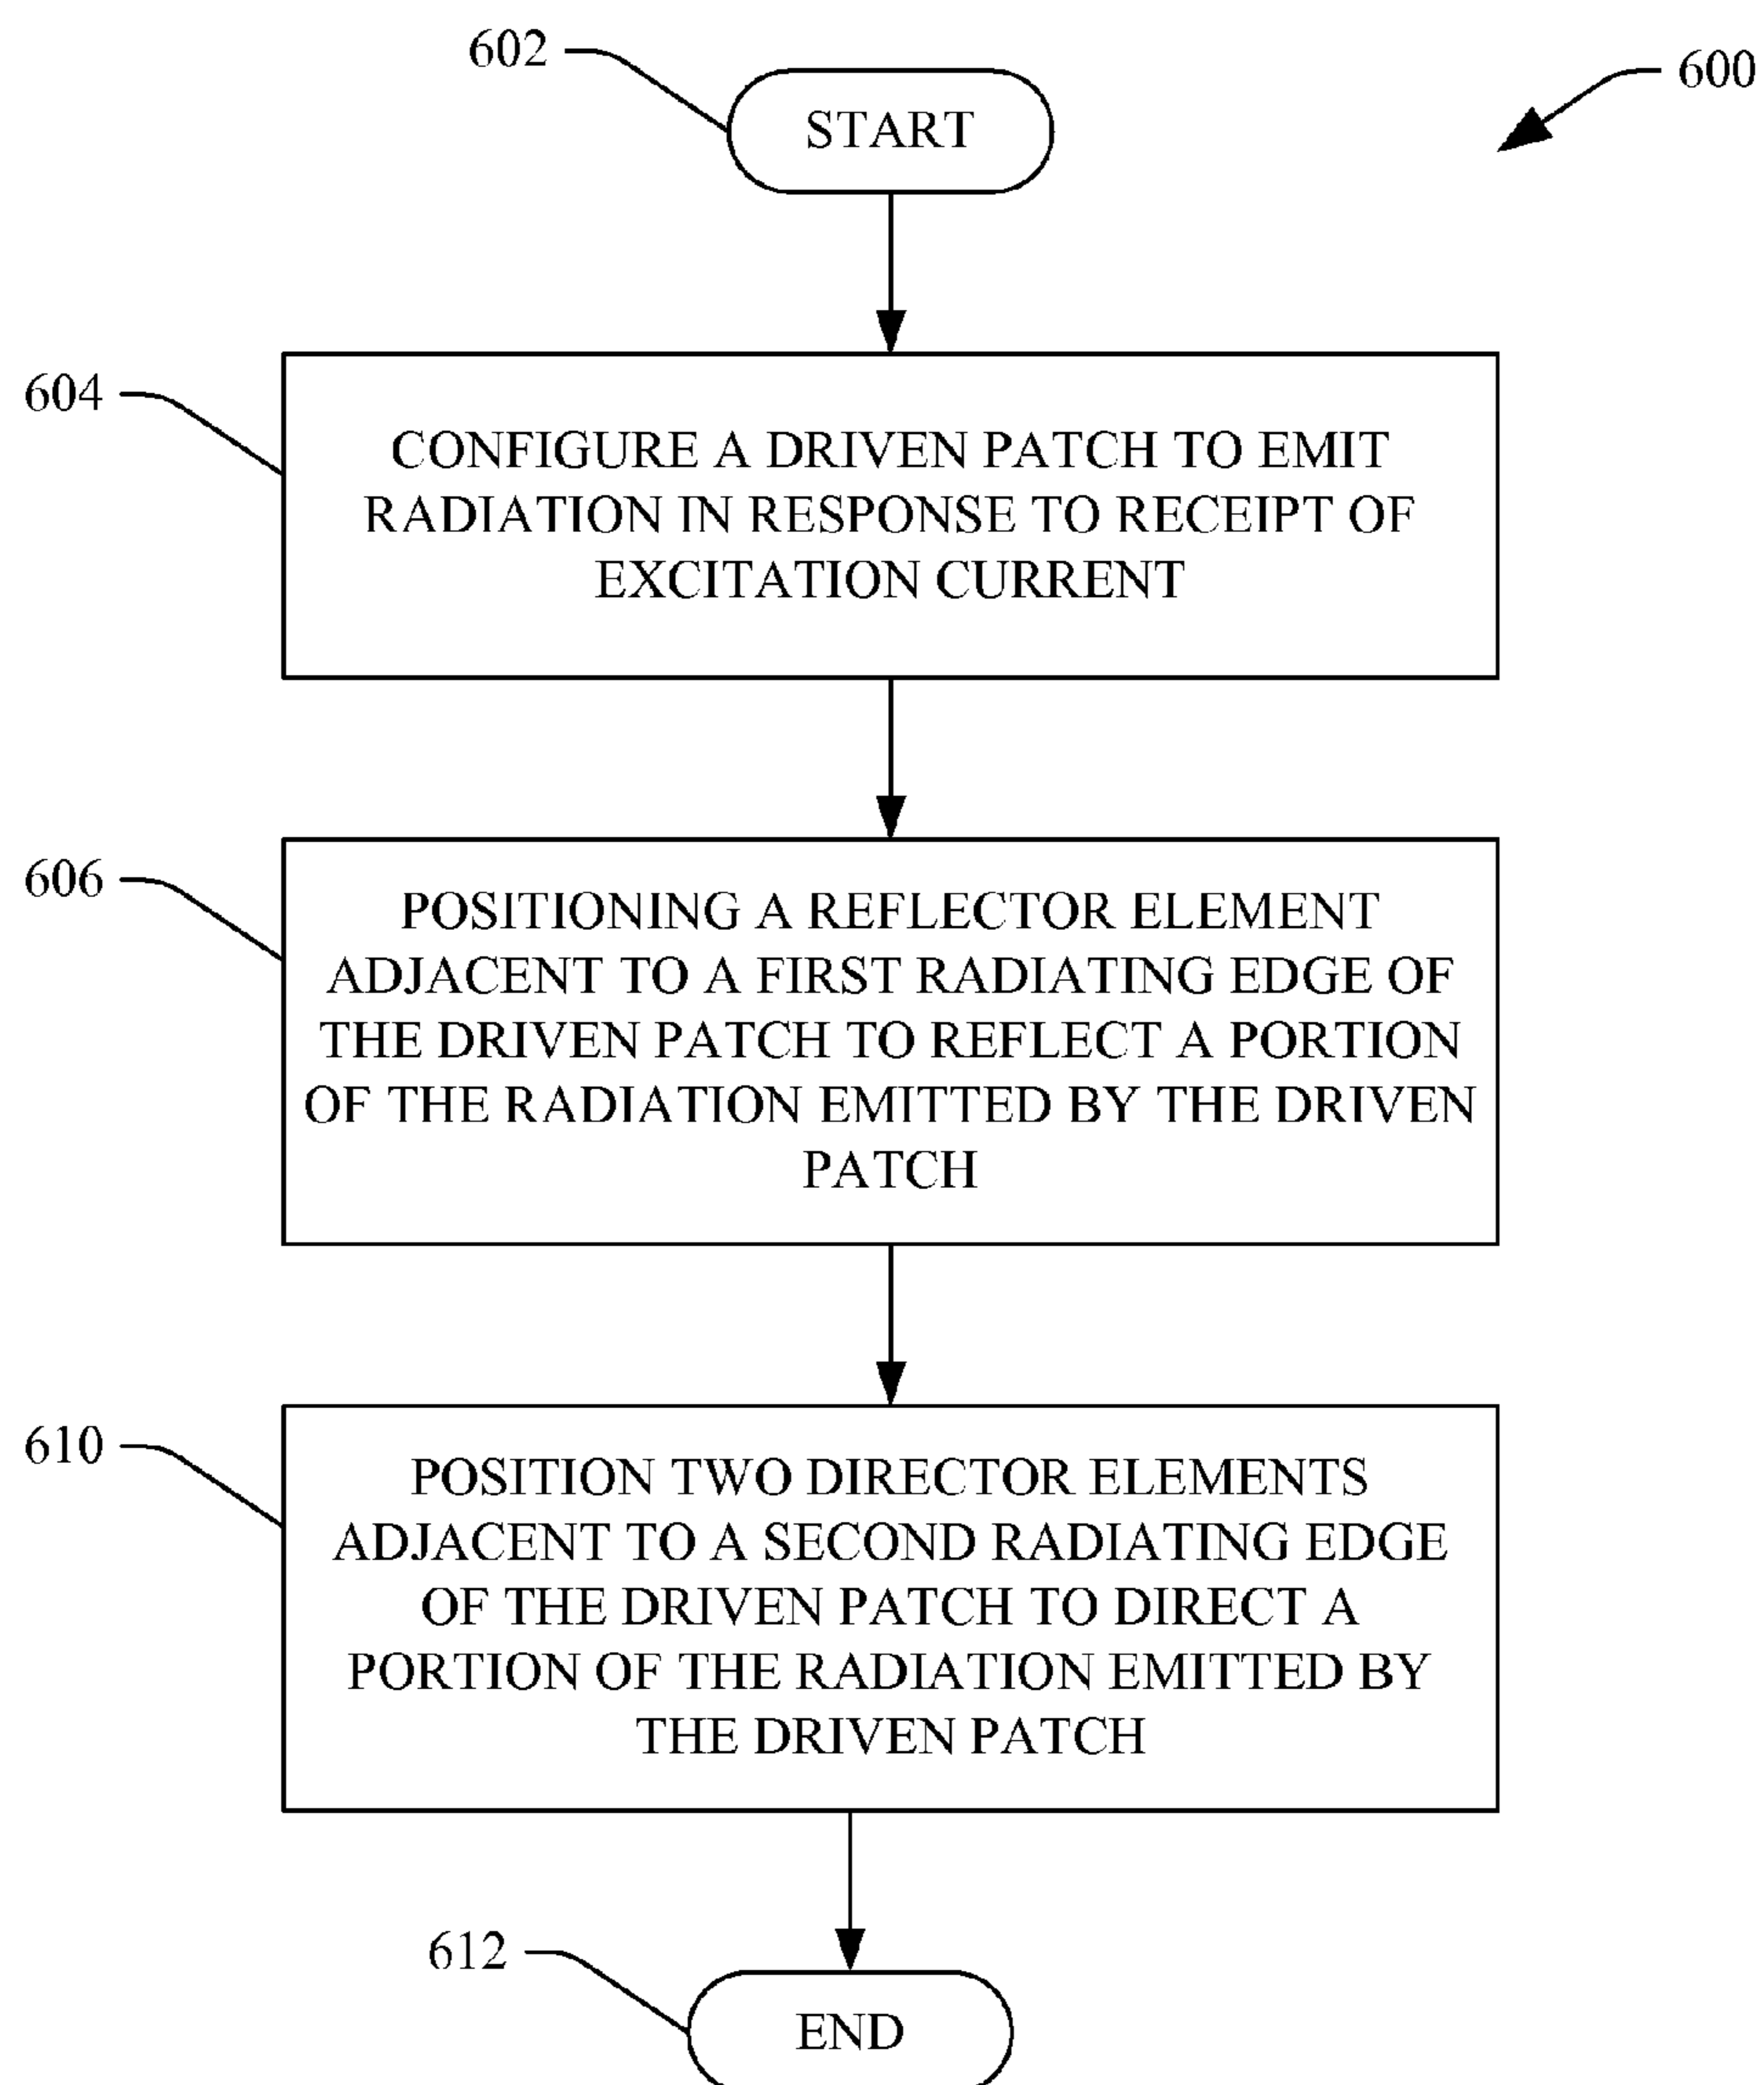 602
600
START
604
CONFIGURE A DRIVEN PATCH TO EMIT
RADIATION IN RESPONSE TO RECEIPT OF
EXCITATION CURRENT
606
POSITIONING A REFLECTOR ELEMENT
ADJACENT TO A FIRST RADIATING EDGE OF
THE DRIVEN PATCH TO REFLECT A PORTION
OF THE RADIATION EMITTED BY THE DRIVEN
PATCH
610
POSITION TWO DIRECTOR ELEMENTS
ADJACENT TO A SECOND RADIATING EDGE
OF THE DRIVEN PATCH TO DIRECT A
PORTION OF THE RADIATION EMITTED BY
THE DRIVEN PATCH
612
END